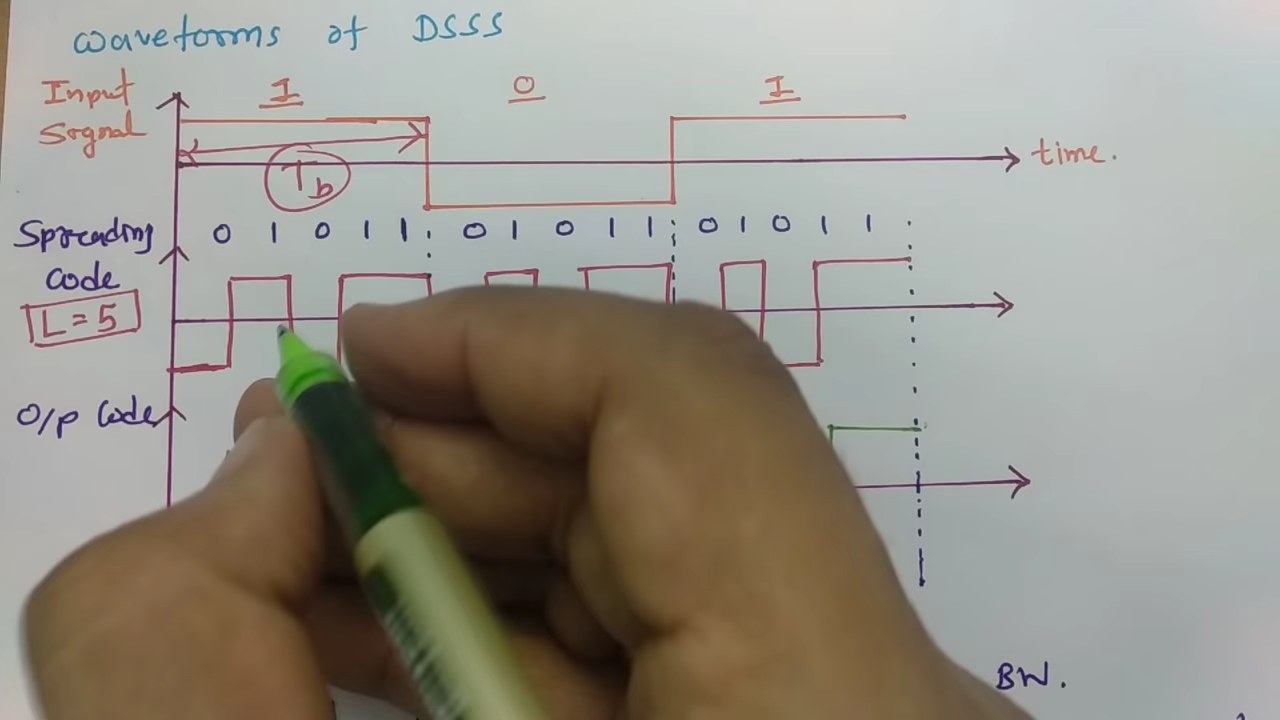 waveforms of DSSS
Input
Signal
1 0 1
Tb
time.
Spreading
code
0 1 0 1 1 0 1 0 1 1 0 1 0 1 1
L = 5
O/p Code
BW.